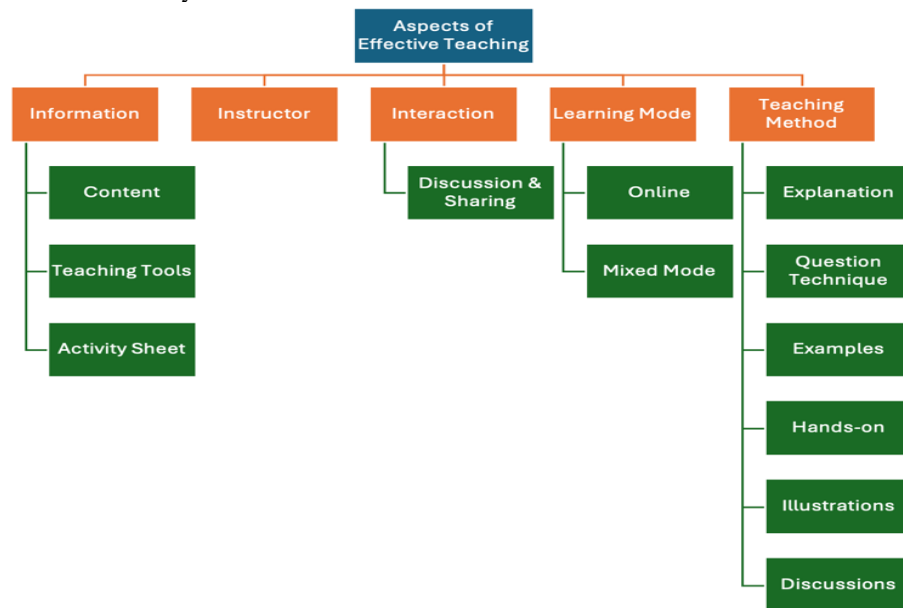 Aspects of
Effective Teaching
Information
Instructor
Interaction
Learning Mode
Teaching
Method
Content
Teaching Tools
Activity Sheet
Discussion &
Sharing
Online
Mixed Mode
Explanation
Question
Technique
Examples
Hands-on
Illustrations
Discussions